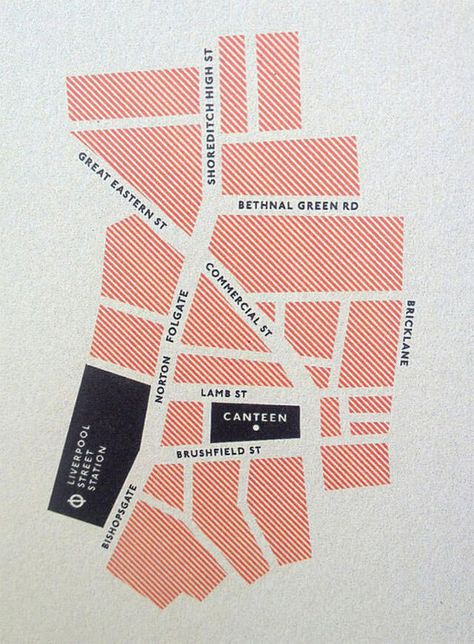 SHOREDITCH HIGH ST
GREAT EASTERN ST
BETHNAL GREEN RD
COMMERCIAL ST
BRICKLANE
NORTON FOLGATE
LAMB ST
CANTEEN
BRUSHFIELD ST
LIVERPOOL
STREET
STATION
BISHOPSGATE